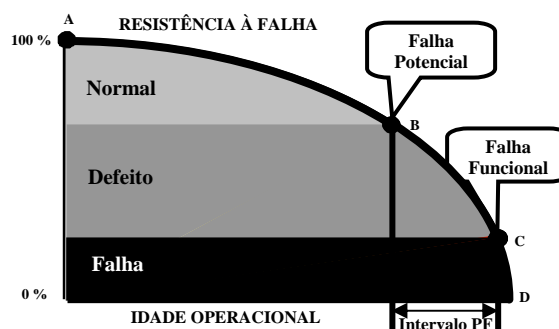 A
RESISTÊNCIA À FALHA
100 %
Falha
Potencial
Normal
B
Falha
Funcional
Defeito
C
Falha
0 %
D
IDADE OPERACIONAL
Intervalo PF